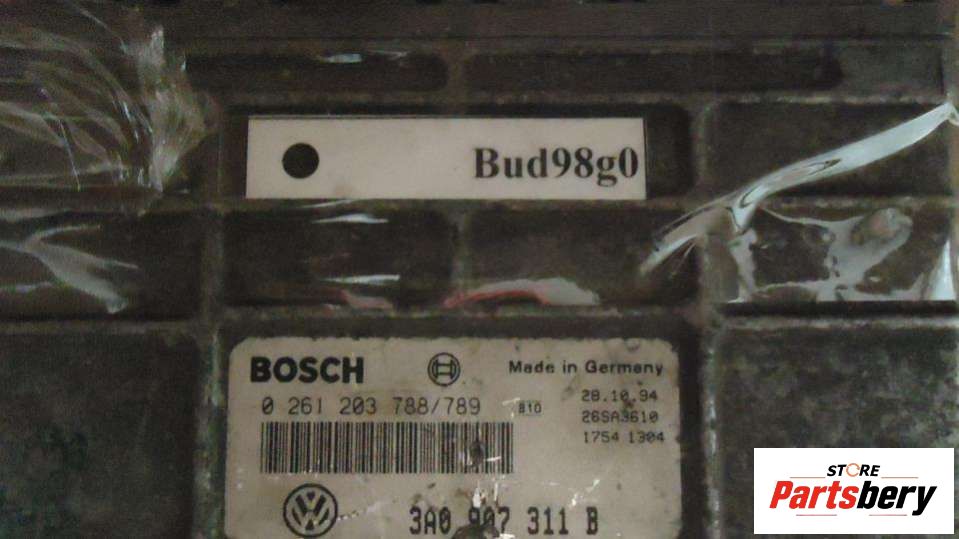 Bud98g0
BOSCH Made in Germany
0 261 203 788/789 B10 28.10.94
26SA3610
1754 1304
3A0 907 311 B
STORE
Partsbery